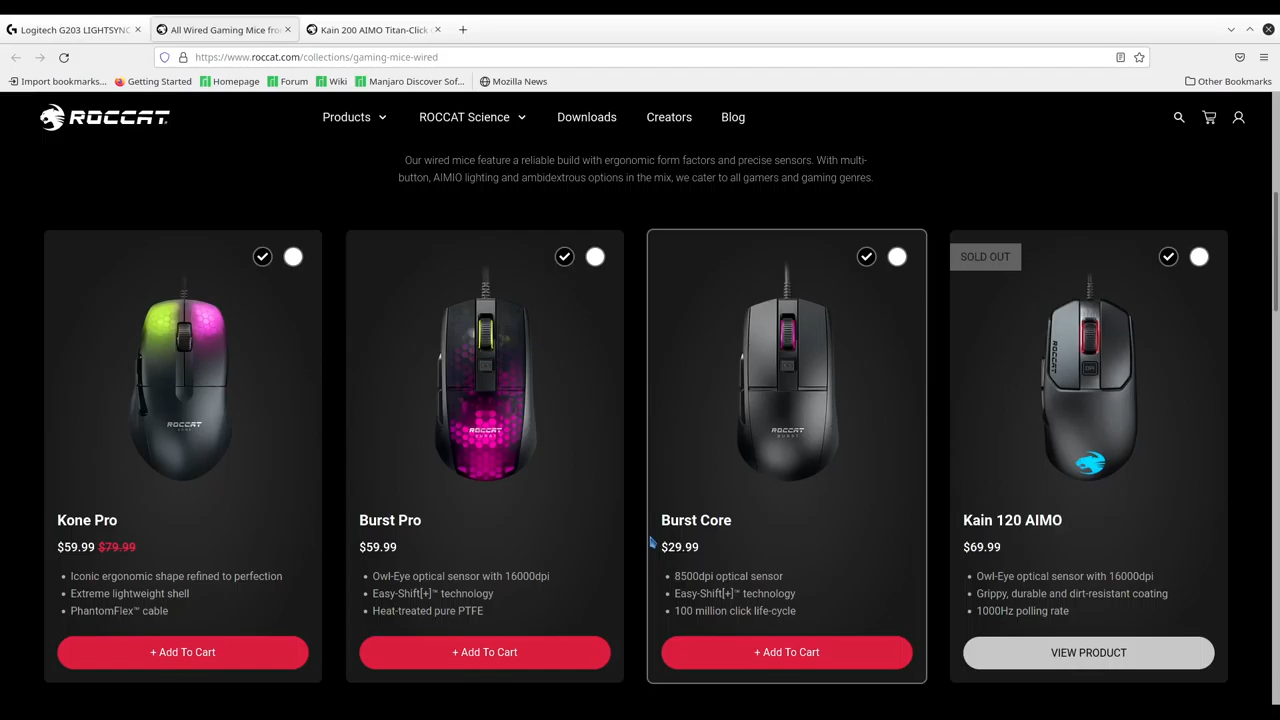 Logitech G203 LIGHTSYNC
All Wired Gaming Mice fro
Kain 200 AIMO Titan-Click
https://www.roccat.com/collections/gaming-mice-wired
Import bookmarks...
Getting Started
Homepage
Forum
Wiki
Manjaro Discover Sof...
Mozilla News
Other Bookmarks
ROCCAT
Products
ROCCAT Science
Downloads
Creators
Blog
Our wired mice feature a reliable build with ergonomic form factors and precise sensors. With multi-
button, AIMIO lighting and ambidextrous options in the mix, we cater to all gamers and gaming genres.
ROCCAT
Kone Pro
$59.99 $79.99
• Iconic ergonomic shape refined to perfection
• Extreme lightweight shell
• PhantomFlex™ cable
+ Add To Cart
ROCCAT
BURST
Burst Pro
$59.99
• Owl-Eye optical sensor with 16000dpi
• Easy-Shift[+]™ technology
• Heat-treated pure PTFE
+ Add To Cart
ROCCAT
BURST
Burst Core
$29.99
• 8500dpi optical sensor
• Easy-Shift[+]™ technology
• 100 million click life-cycle
+ Add To Cart
SOLD OUT
ROCCAT
DPI
Kain 120 AIMO
$69.99
• Owl-Eye optical sensor with 16000dpi
• Grippy, durable and dirt-resistant coating
• 1000Hz polling rate
VIEW PRODUCT